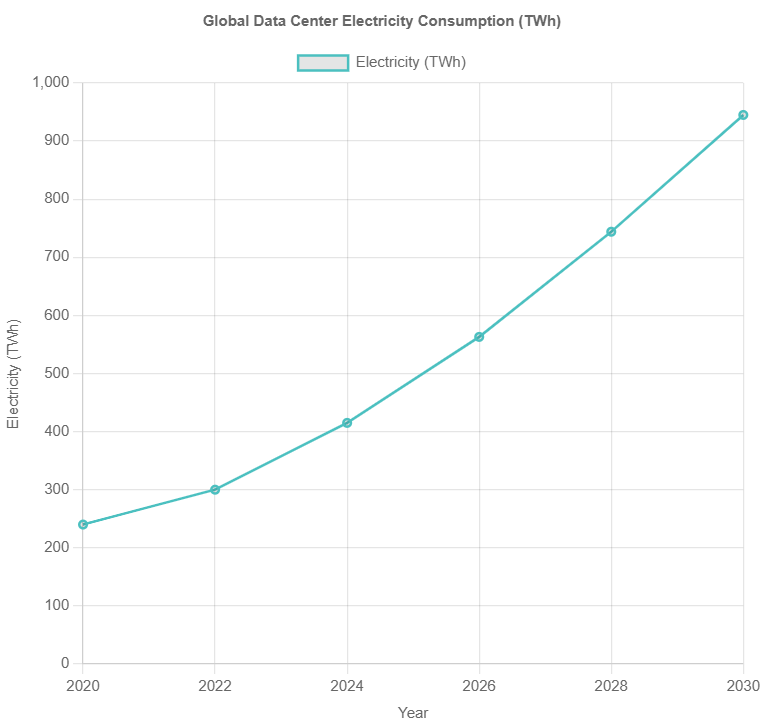 Global Data Center Electricity Consumption (TWh)
Electricity (TWh)
1,000
900
800
700
600
500
400
300
200
100
0
Electricity (TWh)
2020 2022 2024 2026 2028 2030
Year